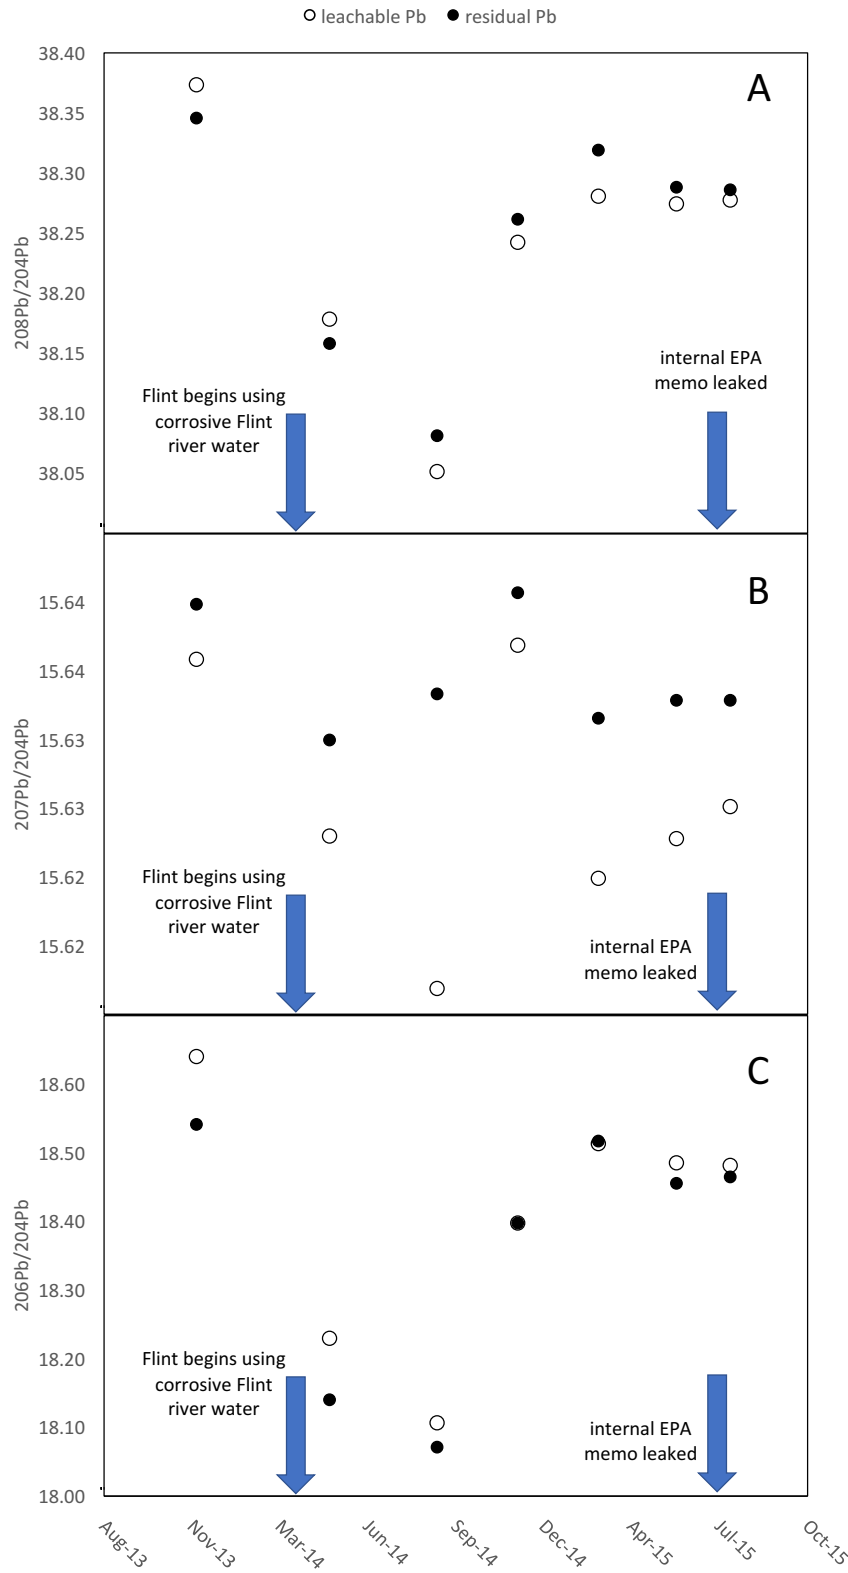 leachable Pb residual Pb
A
38.40
38.35
38.30
38.25
38.20
38.15
38.10
38.05
208Pb/204Pb
Flint begins using
corrosive Flint
river water
internal EPA
memo leaked
B
15.64
15.64
15.63
15.63
15.62
15.62
207Pb/204Pb
Flint begins using
corrosive Flint
river water
internal EPA
memo leaked
C
18.60
18.50
18.40
18.30
18.20
18.10
18.00
206Pb/204Pb
Flint begins using
corrosive Flint
river water
internal EPA
memo leaked
Aug-13 Nov-13 Mar-14 Jun-14 Sep-14 Dec-14 Apr-15 Jul-15 Oct-15